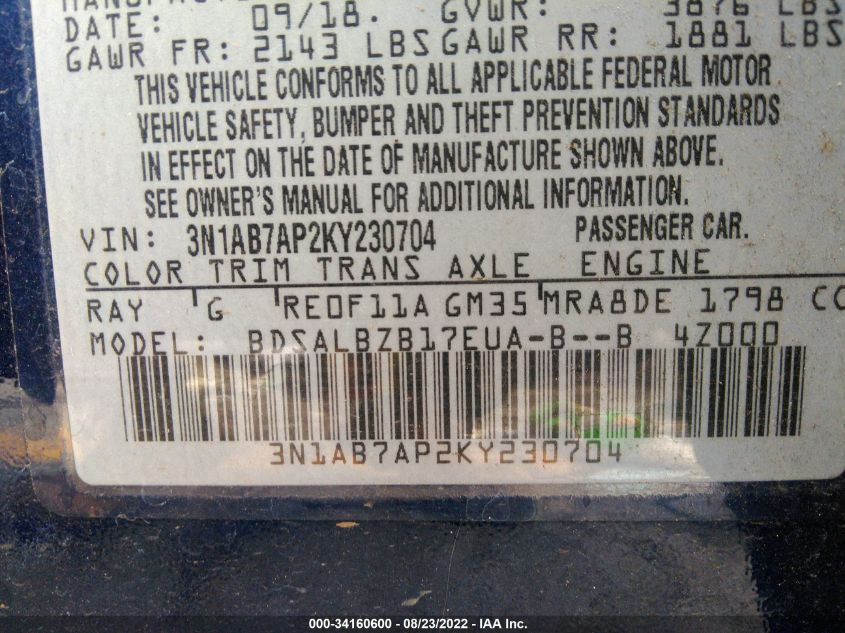 DATE: 09/18. GVWR: 3876 LBS
GAWR FR: 2143 LBS GAWR RR: 1881 LBS
THIS VEHICLE CONFORMS TO ALL APPLICABLE FEDERAL MOTOR
VEHICLE SAFETY, BUMPER AND THEFT PREVENTION STANDARDS
IN EFFECT ON THE DATE OF MANUFACTURE SHOWN ABOVE.
SEE OWNER'S MANUAL FOR ADDITIONAL INFORMATION.
VIN: 3N1AB7AP2KY230704 PASSENGER CAR.
COLOR TRIM TRANS AXLE ENGINE
RAY G RE0F11A GM35 MRA8DE 1798 CC
MODEL: BDSALBZB17EUA-B--B 4Z000
3N1AB7AP2KY230704
000-34160600 - 08/23/2022 - IAA Inc.